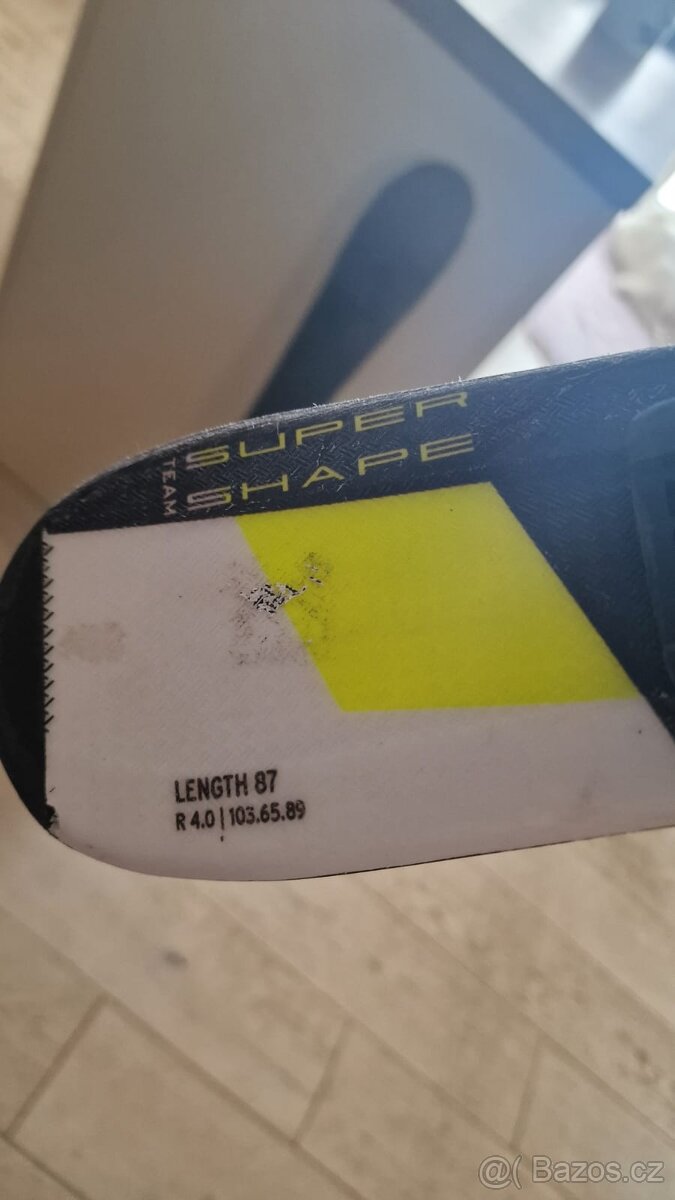 TEAM
SUPER
SHAPE
LENGTH 87
R 4.0 | 103.65.89
@( Bazos.cz